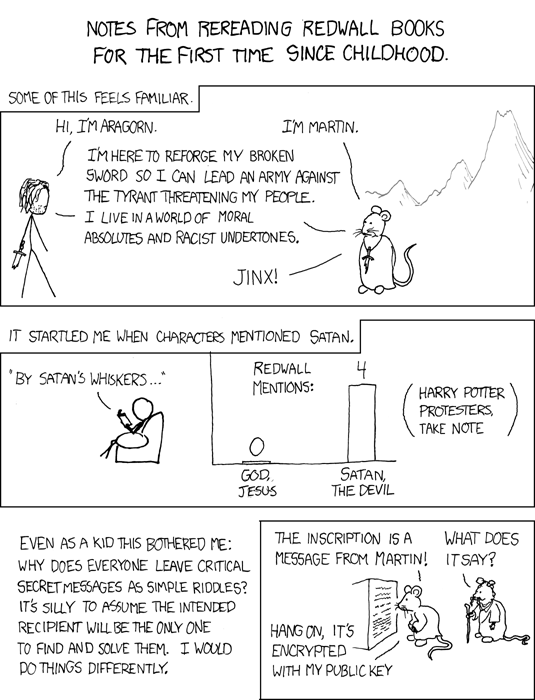 NOTES FROM REREADING REDWALL BOOKS
FOR THE FIRST TIME SINCE CHILDHOOD.
SOME OF THIS FEELS FAMILIAR.
HI, I'M ARAGORN.
I'M MARTIN.
I'M HERE TO REFORGE MY BROKEN
SWORD SO I CAN LEAD AN ARMY AGAINST
THE TYRANT THREATENING MY PEOPLE.
I LIVE IN A WORLD OF MORAL
ABSOLUTES AND RACIST UNDERTONES.
JINX!
IT STARTLED ME WHEN CHARACTERS MENTIONED SATAN.
"BY SATAN'S WHISKERS..."
REDWALL
MENTIONS:
0
4
GOD,
JESUS
SATAN,
THE DEVIL
(HARRY POTTER
PROTESTERS,
TAKE NOTE)
EVEN AS A KID THIS BOTHERED ME:
WHY DOES EVERYONE LEAVE CRITICAL
SECRET MESSAGES AS SIMPLE RIDDLES?
IT'S SILLY TO ASSUME THE INTENDED
RECIPIENT WILL BE THE ONLY ONE
TO FIND AND SOLVE THEM. I WOULD
DO THINGS DIFFERENTLY.
THE INSCRIPTION IS A
MESSAGE FROM MARTIN!
WHAT DOES
IT SAY?
HANG ON, IT'S
ENCRYPTED
WITH MY PUBLIC KEY